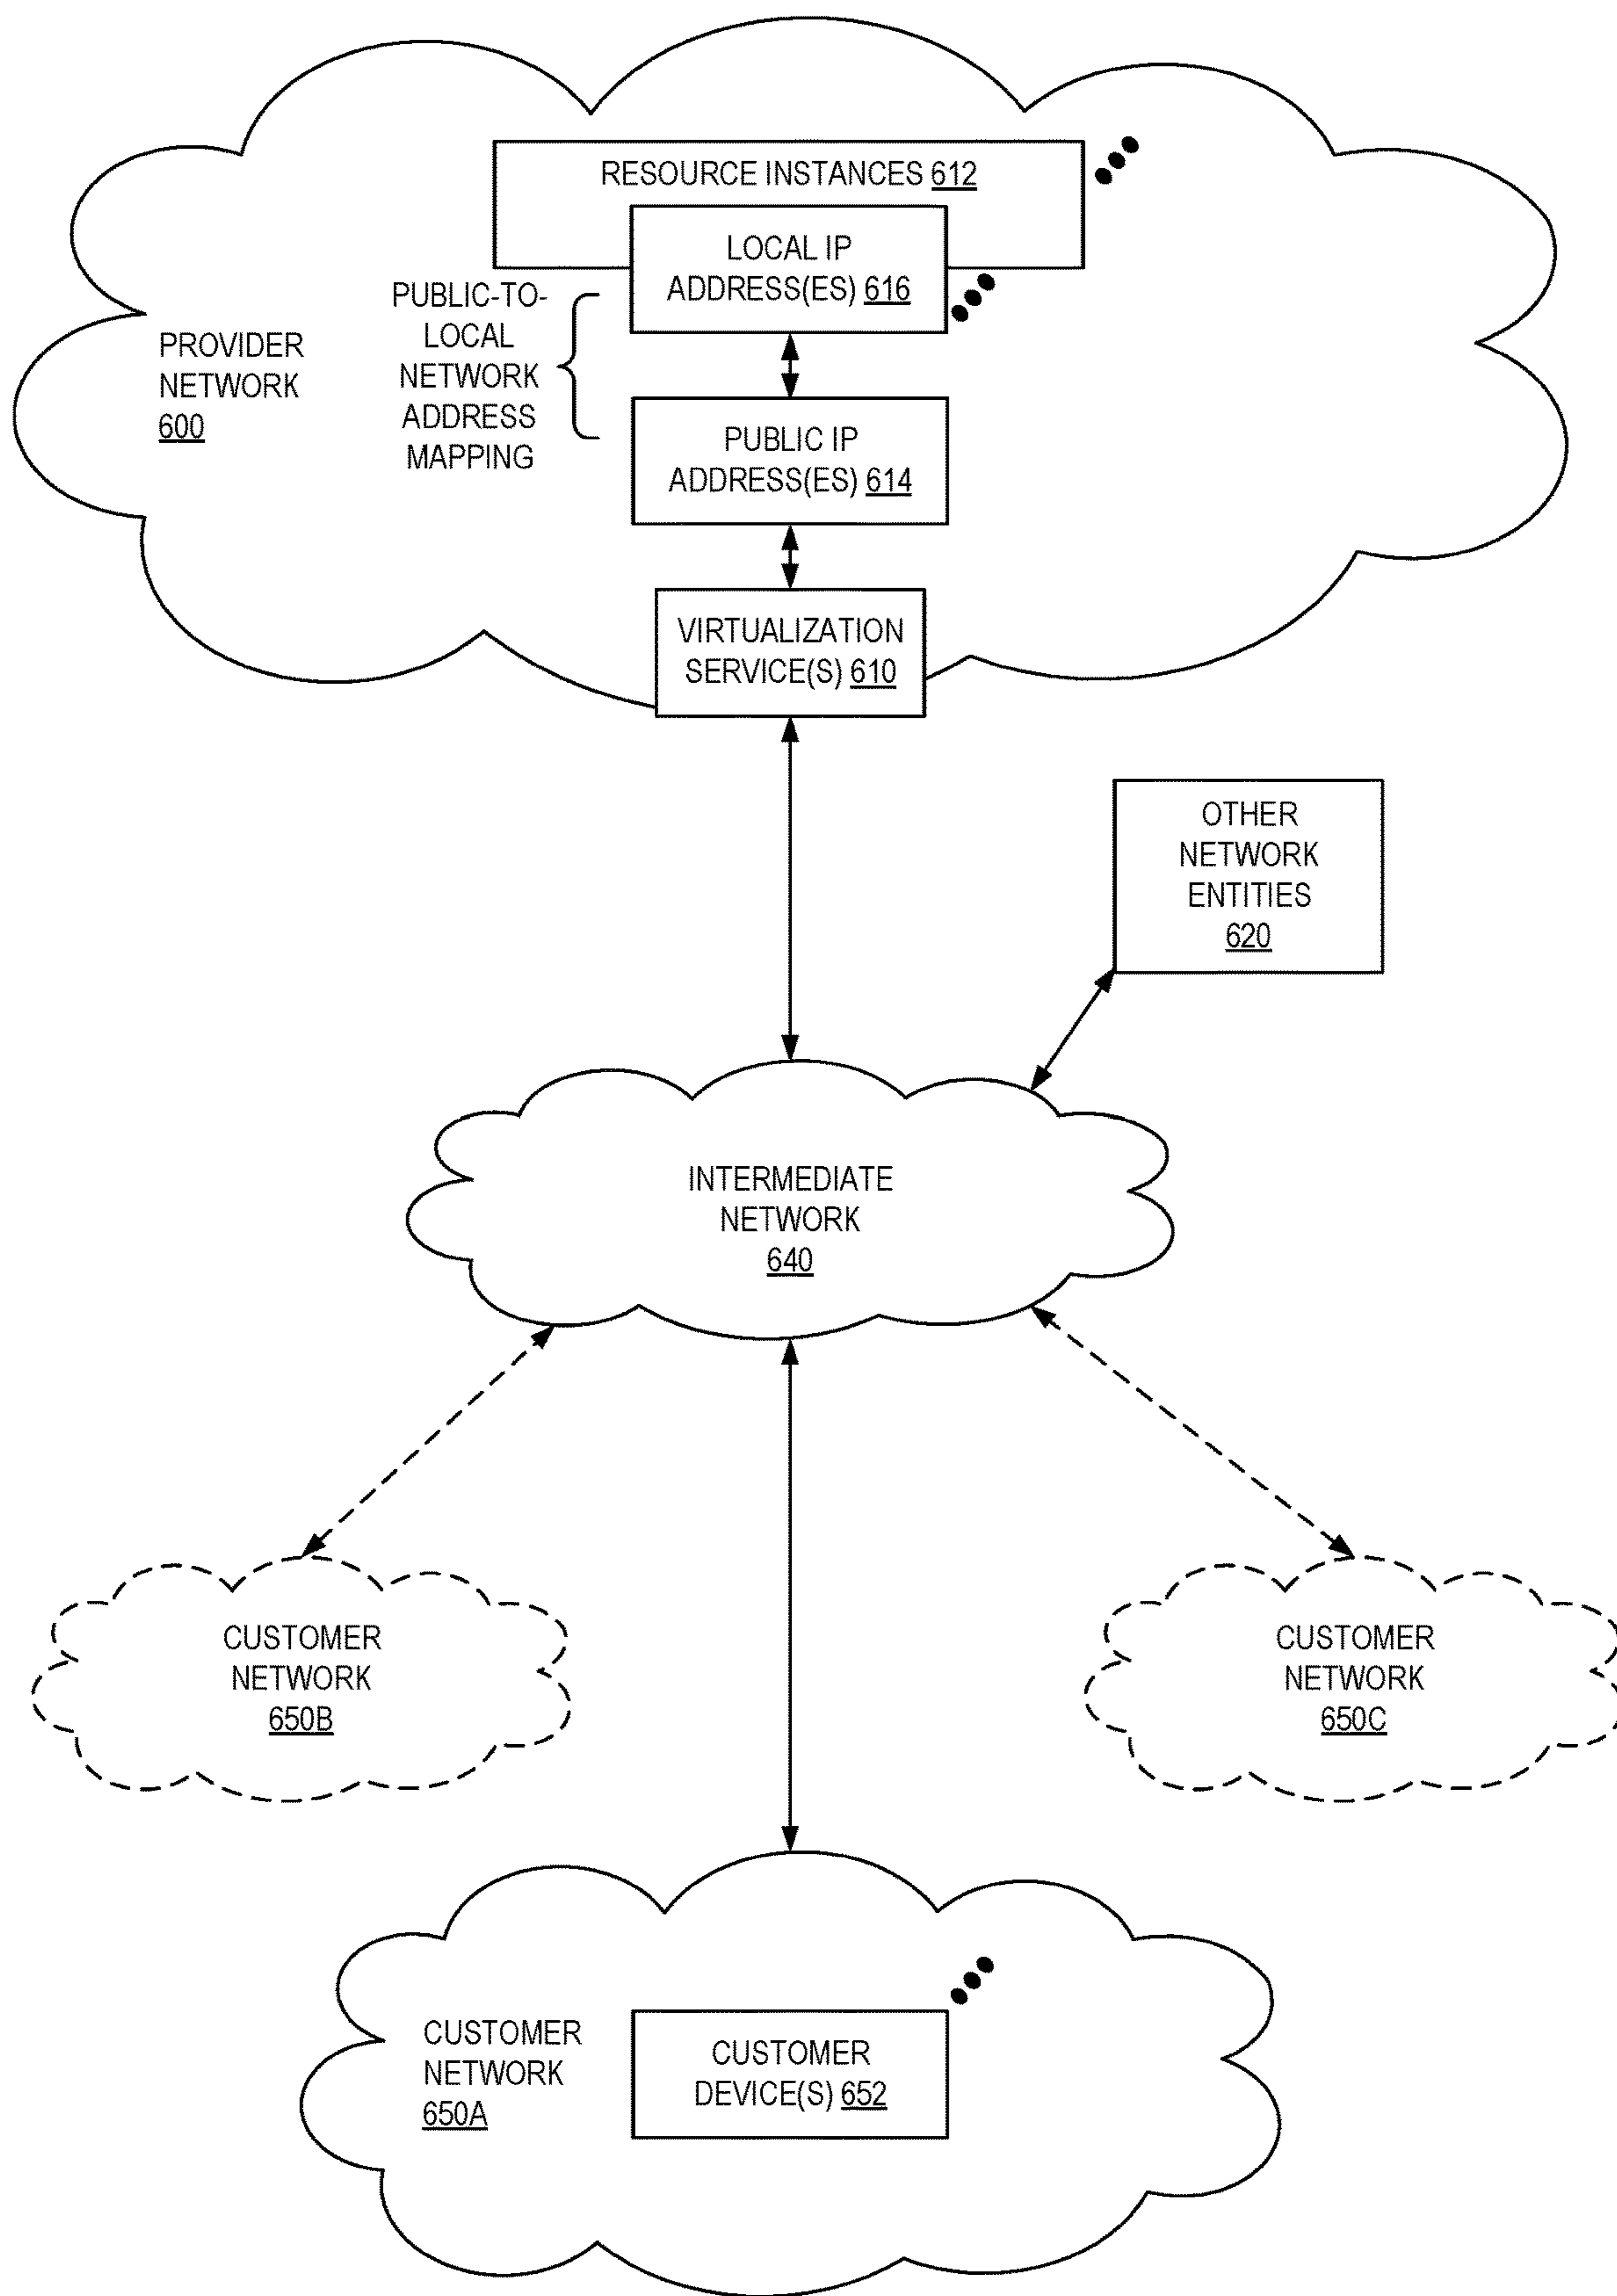 RESOURCE INSTANCES 612
LOCAL IP
ADDRESS(ES) 616
PUBLIC-TO-
LOCAL
NETWORK
ADDRESS
MAPPING
PROVIDER
NETWORK
600
PUBLIC IP
ADDRESS(ES) 614
VIRTUALIZATION
SERVICE(S) 610
OTHER
NETWORK
ENTITIES
620
INTERMEDIATE
NETWORK
640
CUSTOMER
NETWORK
650B
CUSTOMER
NETWORK
650C
CUSTOMER
NETWORK
650A
CUSTOMER
DEVICE(S) 652